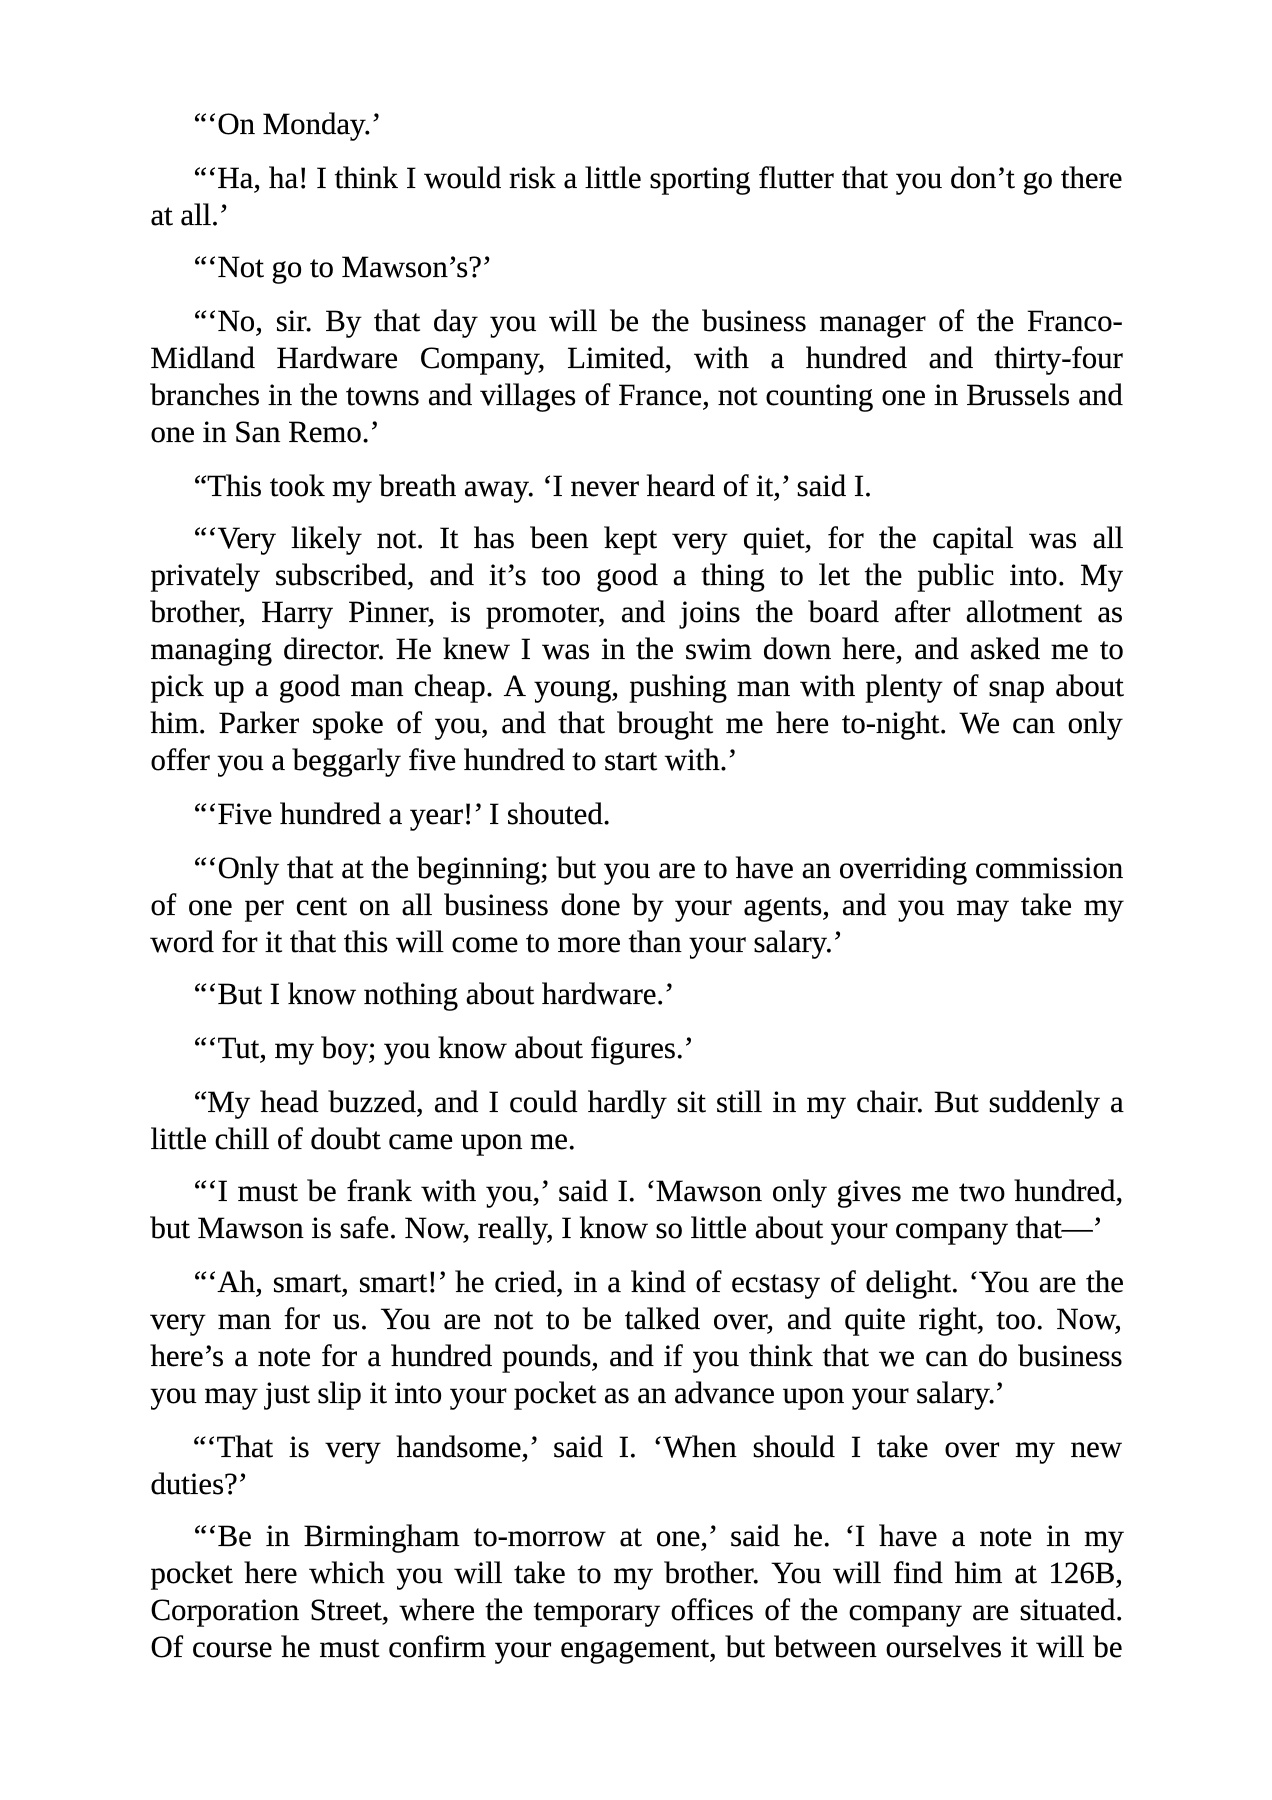 “‘On Monday.’
“‘Ha, ha! I think I would risk a little sporting flutter that you don’t go there
at all.’
“‘Not go to Mawson’s?’
“‘No, sir. By that day you will be the business manager of the Franco-
Midland Hardware Company, Limited, with a hundred and thirty-four
branches in the towns and villages of France, not counting one in Brussels and
one in San Remo.’
“This took my breath away. ‘I never heard of it,’ said I.
“‘Very likely not. It has been kept very quiet, for the capital was all
privately subscribed, and it’s too good a thing to let the public into. My
brother, Harry Pinner, is promoter, and joins the board after allotment as
managing director. He knew I was in the swim down here, and asked me to
pick up a good man cheap. A young, pushing man with plenty of snap about
him. Parker spoke of you, and that brought me here to-night. We can only
offer you a beggarly five hundred to start with.’
“‘Five hundred a year!’ I shouted.
“‘Only that at the beginning; but you are to have an overriding commission
of one per cent on all business done by your agents, and you may take my
word for it that this will come to more than your salary.’
“‘But I know nothing about hardware.’
“‘Tut, my boy; you know about figures.’
“My head buzzed, and I could hardly sit still in my chair. But suddenly a
little chill of doubt came upon me.
“‘I must be frank with you,’ said I. ‘Mawson only gives me two hundred,
but Mawson is safe. Now, really, I know so little about your company that—’
“‘Ah, smart, smart!’ he cried, in a kind of ecstasy of delight. ‘You are the
very man for us. You are not to be talked over, and quite right, too. Now,
here’s a note for a hundred pounds, and if you think that we can do business
you may just slip it into your pocket as an advance upon your salary.’
“‘That is very handsome,’ said I. ‘When should I take over my new
duties?’
“‘Be in Birmingham to-morrow at one,’ said he. ‘I have a note in my
pocket here which you will take to my brother. You will find him at 126B,
Corporation Street, where the temporary offices of the company are situated.
Of course he must confirm your engagement, but between ourselves it will be